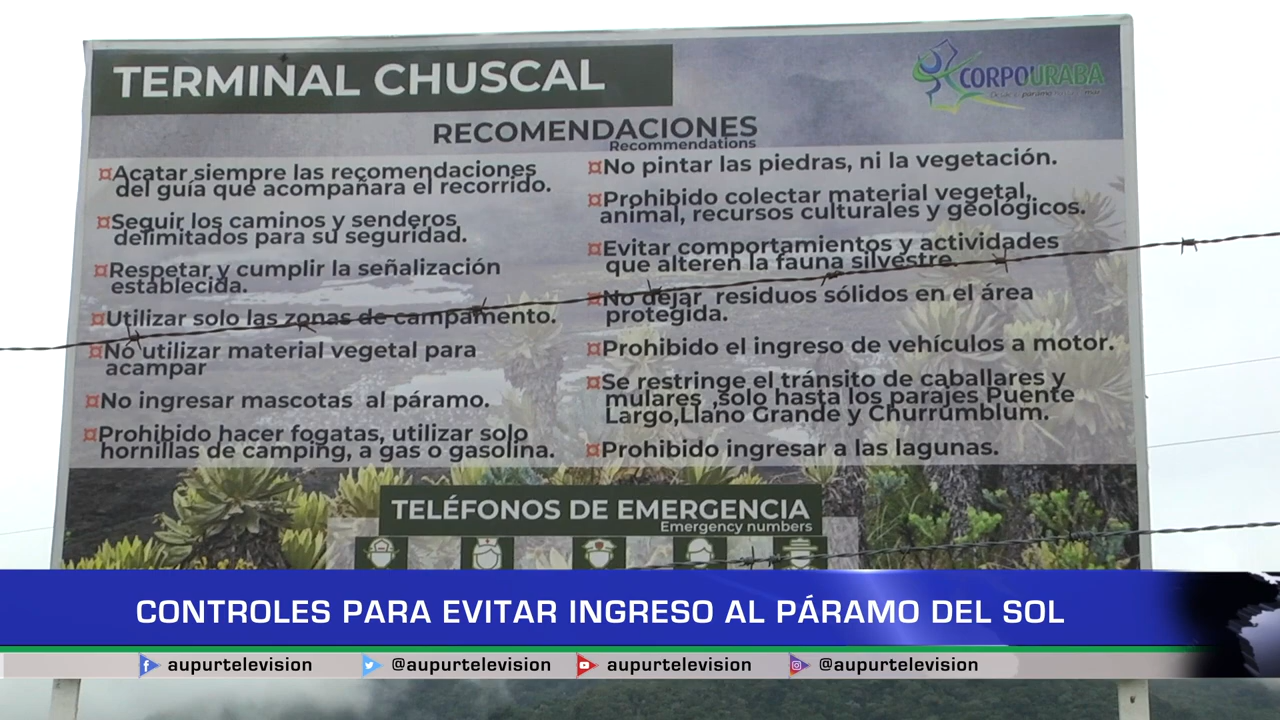 TERMINAL CHUSCAL
CORPOURABA
RECOMENDACIONES
Recommendations
¤Acatar siempre las recomendaciones
del guía que acompañara el recorrido.
¤Seguir los caminos y senderos
delimitados para su seguridad.
¤Respetar y cumplir la señalización
establecida.
¤Utilizar solo las zonas de campamento.
¤No utilizar material vegetal para
acampar
¤No ingresar mascotas al páramo.
¤Prohibido hacer fogatas, utilizar solo
hornillas de camping, a gas o gasolina.
¤No pintar las piedras, ni la vegetación.
¤Prohibido colectar material vegetal,
animal, recursos culturales y geológicos.
¤Evitar comportamientos y actividades
que alteren la fauna silvestre.
¤No dejar residuos sólidos en el área
protegida.
¤Prohibido el ingreso de vehículos a motor.
¤Se restringe el tránsito de caballares y
mulares ,solo hasta los parajes Puente
Largo,Llano Grande y Churrumblum.
¤Prohibido ingresar a las lagunas.
TELÉFONOS DE EMERGENCIA
Emergency numbers
CONTROLES PARA EVITAR INGRESO AL PÁRAMO DEL SOL
aupurtelevision @aupurtelevision aupurtelevision @aupurtelevision